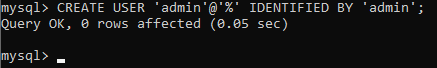 mysql> CREATE USER 'admin'@'%' IDENTIFIED BY 'admin';
Query OK, 0 rows affected (0.05 sec)
mysql>